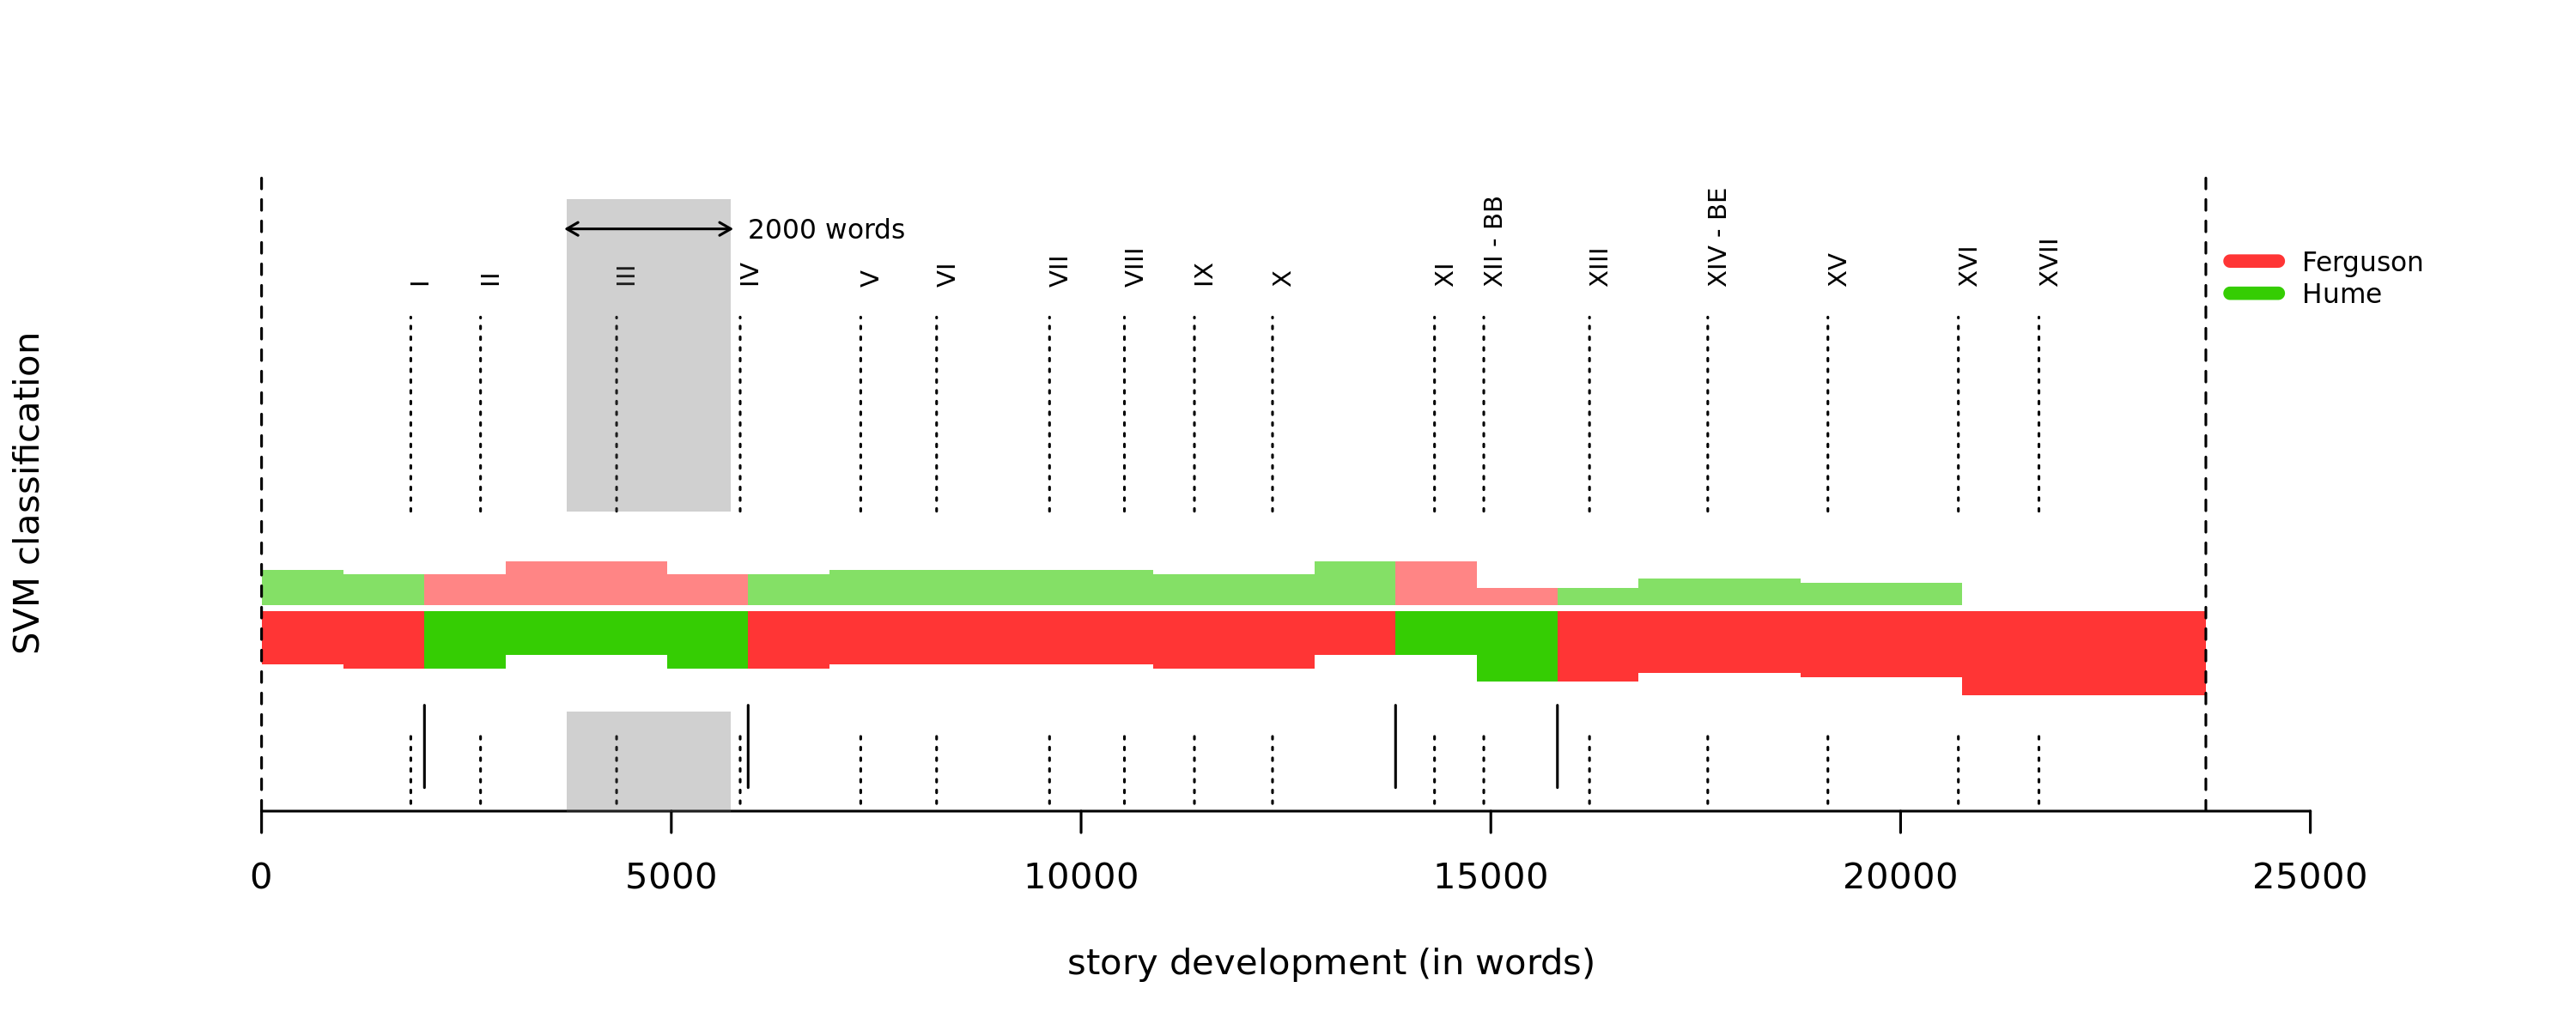 2000 words
I
II
III
IV
V
VI
VII
VIII
IX
X
XI
XII - BB
XIII
XIV - BE
XV
XVI
XVII
Ferguson
Hume
SVM classification
0
5000
10000
15000
20000
25000
story development (in words)